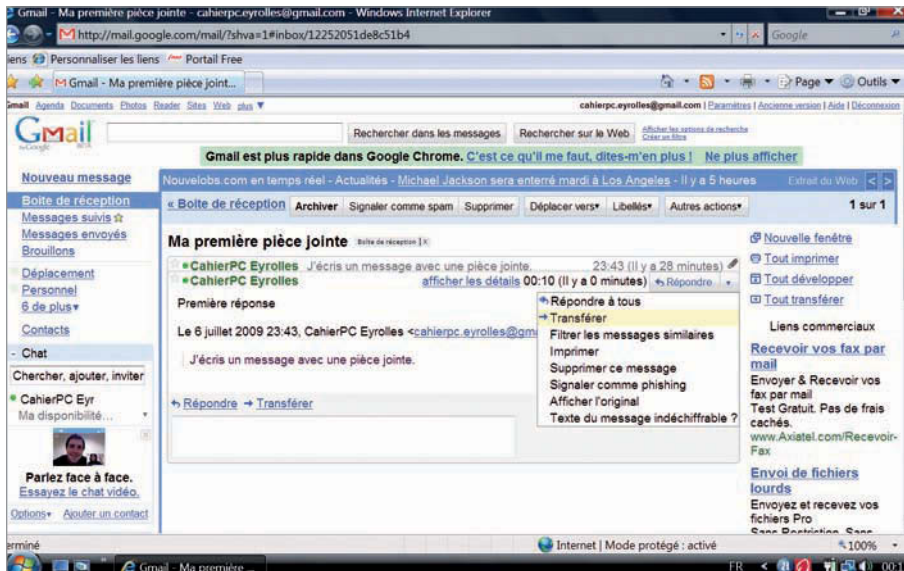 Gmail - Ma première pièce jointe - cahierpc.eyrolles@gmail.com - Windows Internet Explorer
http://mail.google.com/mail/?shva=1#inbox/12252051de8c51b4
Google
iens Personnaliser les liens Portail Free
Gmail - Ma première pièce joint...
Page Outils
Gmail Agenda Documents Photos Reader Sites Web plus
cahierpc.eyrolles@gmail.com | Paramètres | Ancienne version | Aide | Déconnexion
Gmail
by Google BETA
Rechercher dans les messages Rechercher sur le Web
Afficher les options de recherche
Créer un filtre
Gmail est plus rapide dans Google Chrome. C'est ce qu'il me faut, dites-m'en plus ! Ne plus afficher
Nouveau message
Boîte de réception
Messages suivis
Messages envoyés
Brouillons
Déplacement
Personnel
6 de plus
Contacts
- Chat
Chercher, ajouter, inviter
CahierPC Eyr
Ma disponibilité...
Parlez face à face.
Essayez le chat vidéo.
Options Ajouter un contact
Nouvelobs.com en temps réel - Actualités - Michael Jackson sera enterré mardi à Los Angeles - Il y a 5 heures Extrait du Web < >
« Boîte de réception Archiver Signaler comme spam Supprimer Déplacer vers Libellés Autres actions 1 sur 1
Ma première pièce jointe Boîte de réception | X
CahierPC Eyrolles J'écris un message avec une pièce jointe. 23:43 (Il y a 28 minutes)
CahierPC Eyrolles afficher les détails 00:10 (Il y a 0 minutes) Répondre
Première réponse
Le 6 juillet 2009 23:43, CahierPC Eyrolles <cahierpc.eyrolles@gm
J'écris un message avec une pièce jointe.
Répondre Transférer
Répondre à tous
Transférer
Filtrer les messages similaires
Imprimer
Supprimer ce message
Signaler comme phishing
Afficher l'original
Texte du message indéchiffrable ?
Nouvelle fenêtre
Tout imprimer
Tout développer
Tout transférer
Liens commerciaux
Recevoir vos fax par
mail
Envoyer & Recevoir vos
fax par mail
Test Gratuit. Pas de frais
cachés.
www.Axiatel.com/Recevoir-
Fax
Envoi de fichiers
lourds
Envoyez et recevez vos
fichiers Pro
Sans Restriction. Sans
erminé
Internet | Mode protégé : activé
100%
Gmail - Ma première ...
FR
00:1